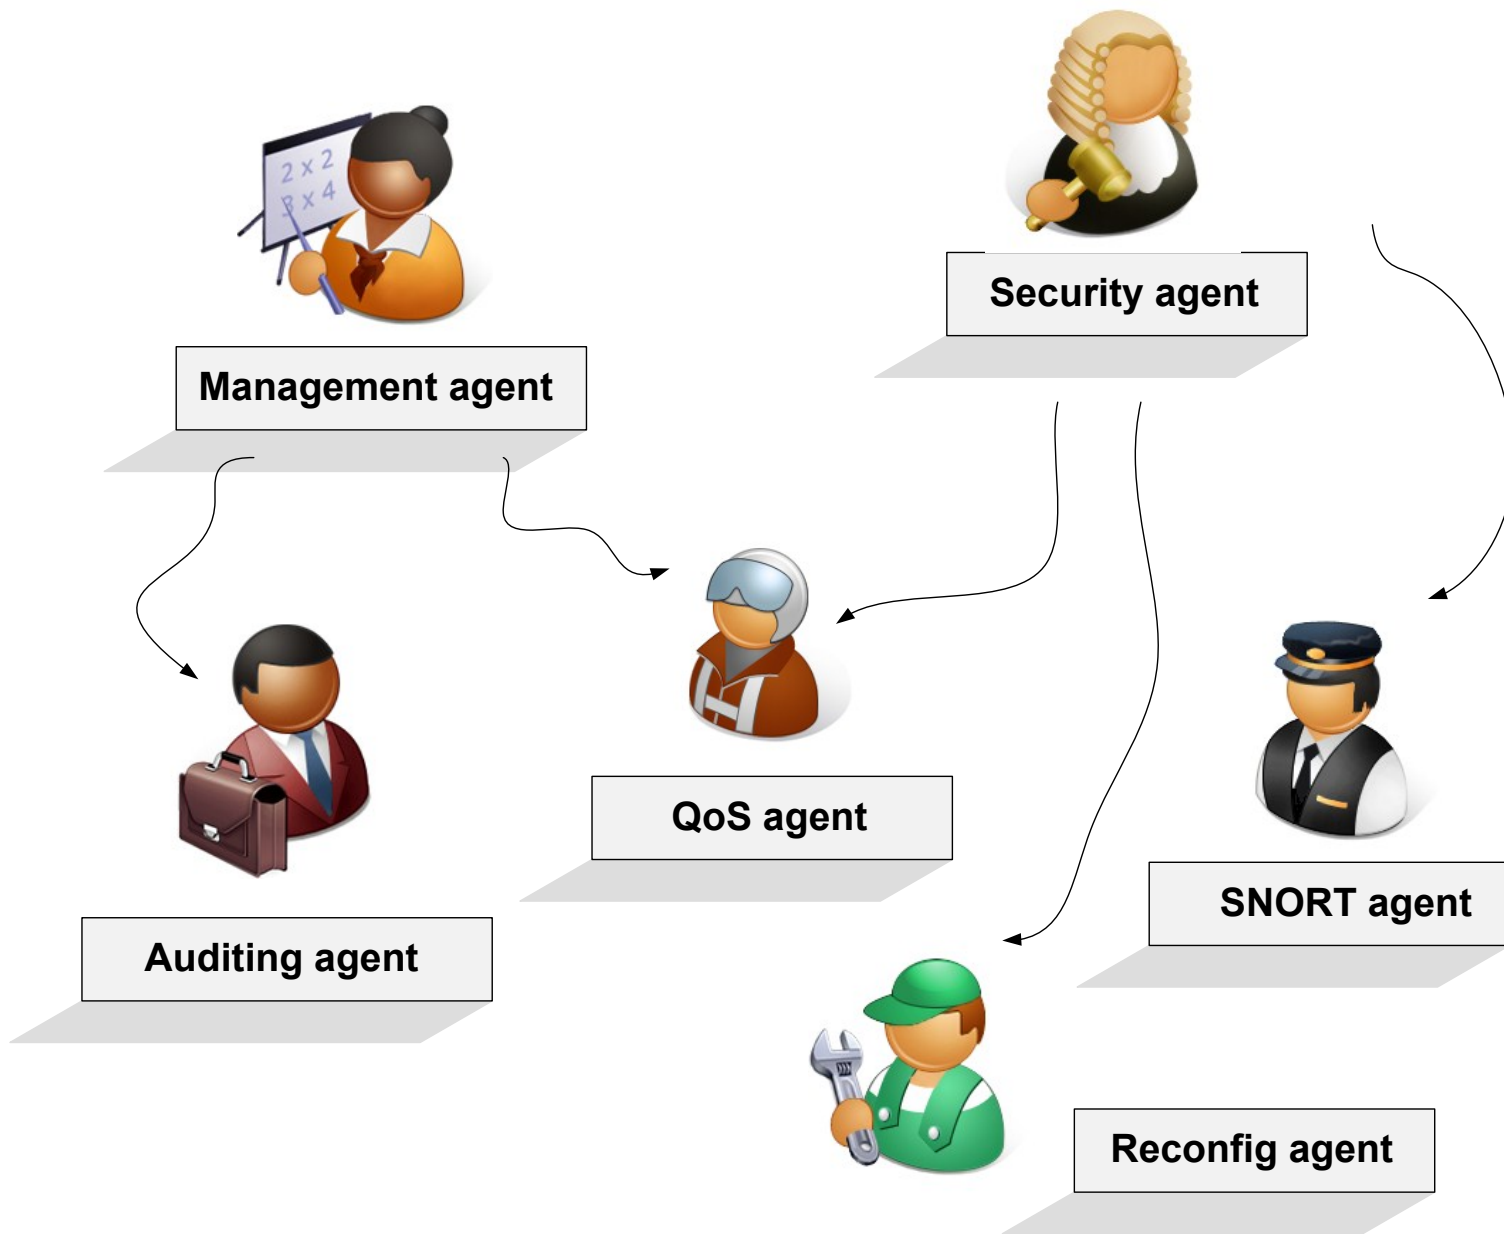 2 x 2
3 x 4
Security agent
Management agent
QoS agent
SNORT agent
Auditing agent
Reconfig agent